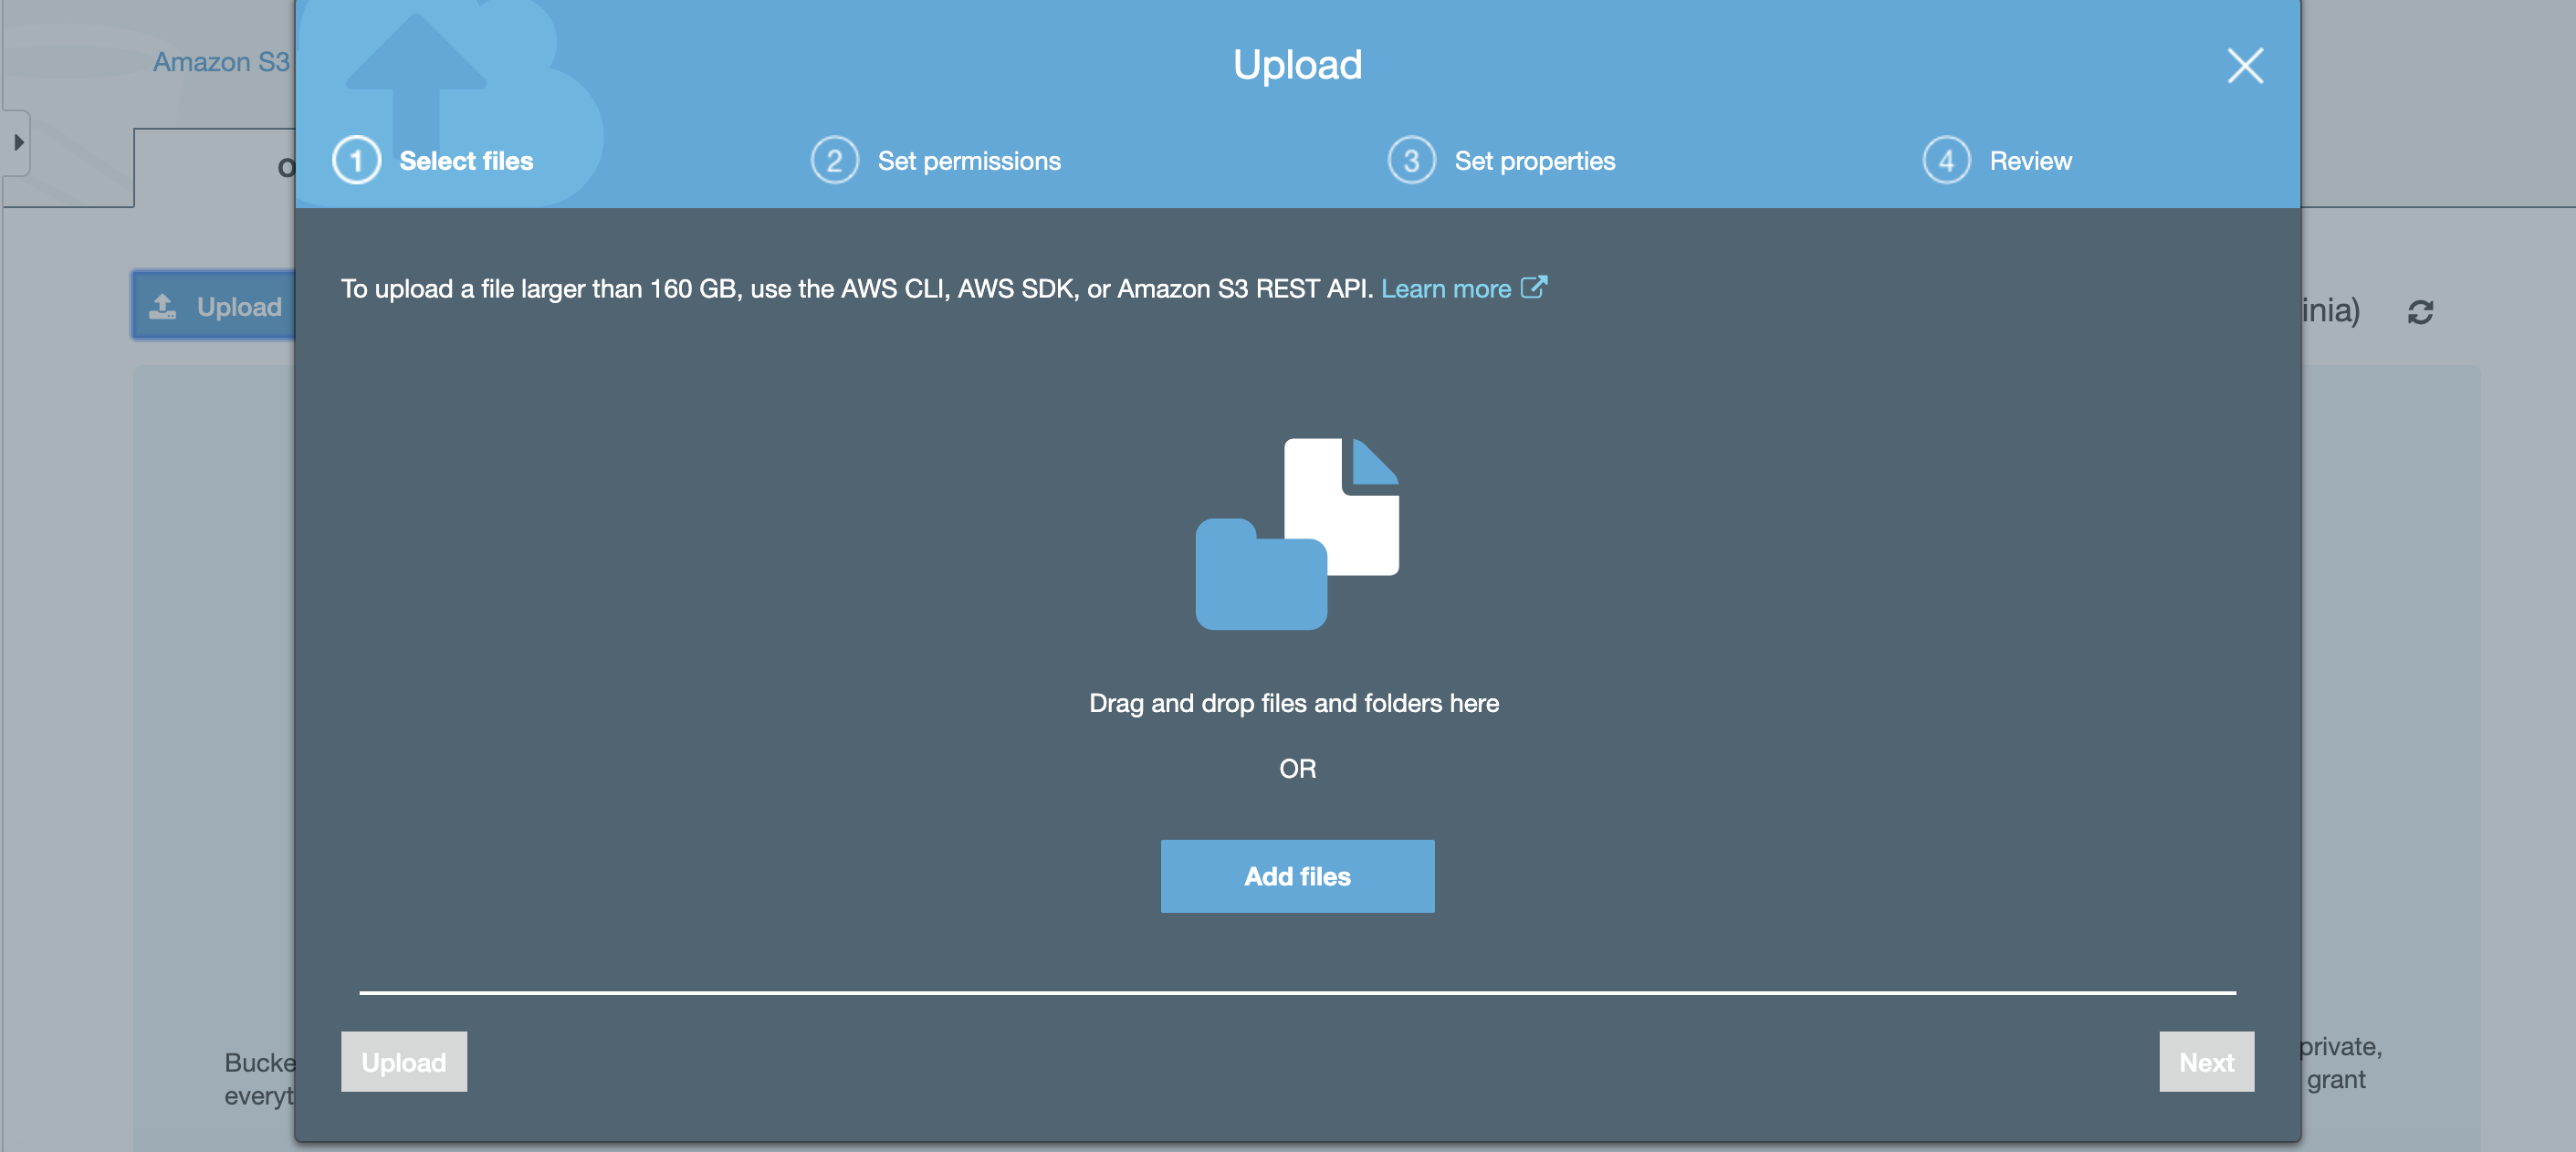 Amazon S3
Upload
1 Select files
2 Set permissions
3 Set properties
4 Review
To upload a file larger than 160 GB, use the AWS CLI, AWS SDK, or Amazon S3 REST API. Learn more
Upload
inia)
Drag and drop files and folders here
OR
Add files
Upload
Next
Bucke
everyt
private,
grant